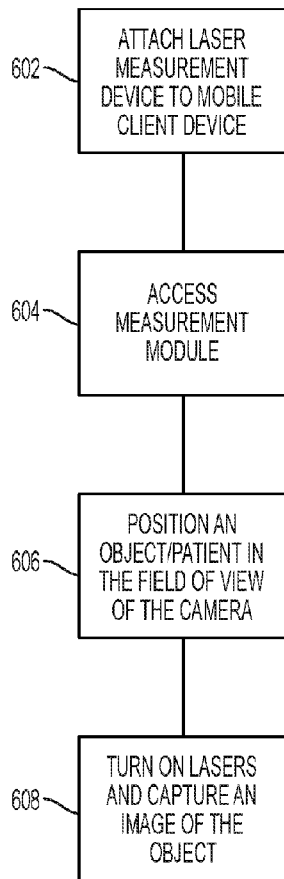 602
ATTACH LASER
MEASUREMENT
DEVICE TO MOBILE
CLIENT DEVICE
604
ACCESS
MEASUREMENT
MODULE
606
POSITION AN
OBJECT/PATIENT IN
THE FIELD OF VIEW
OF THE CAMERA
608
TURN ON LASERS
AND CAPTURE AN
IMAGE OF THE
OBJECT